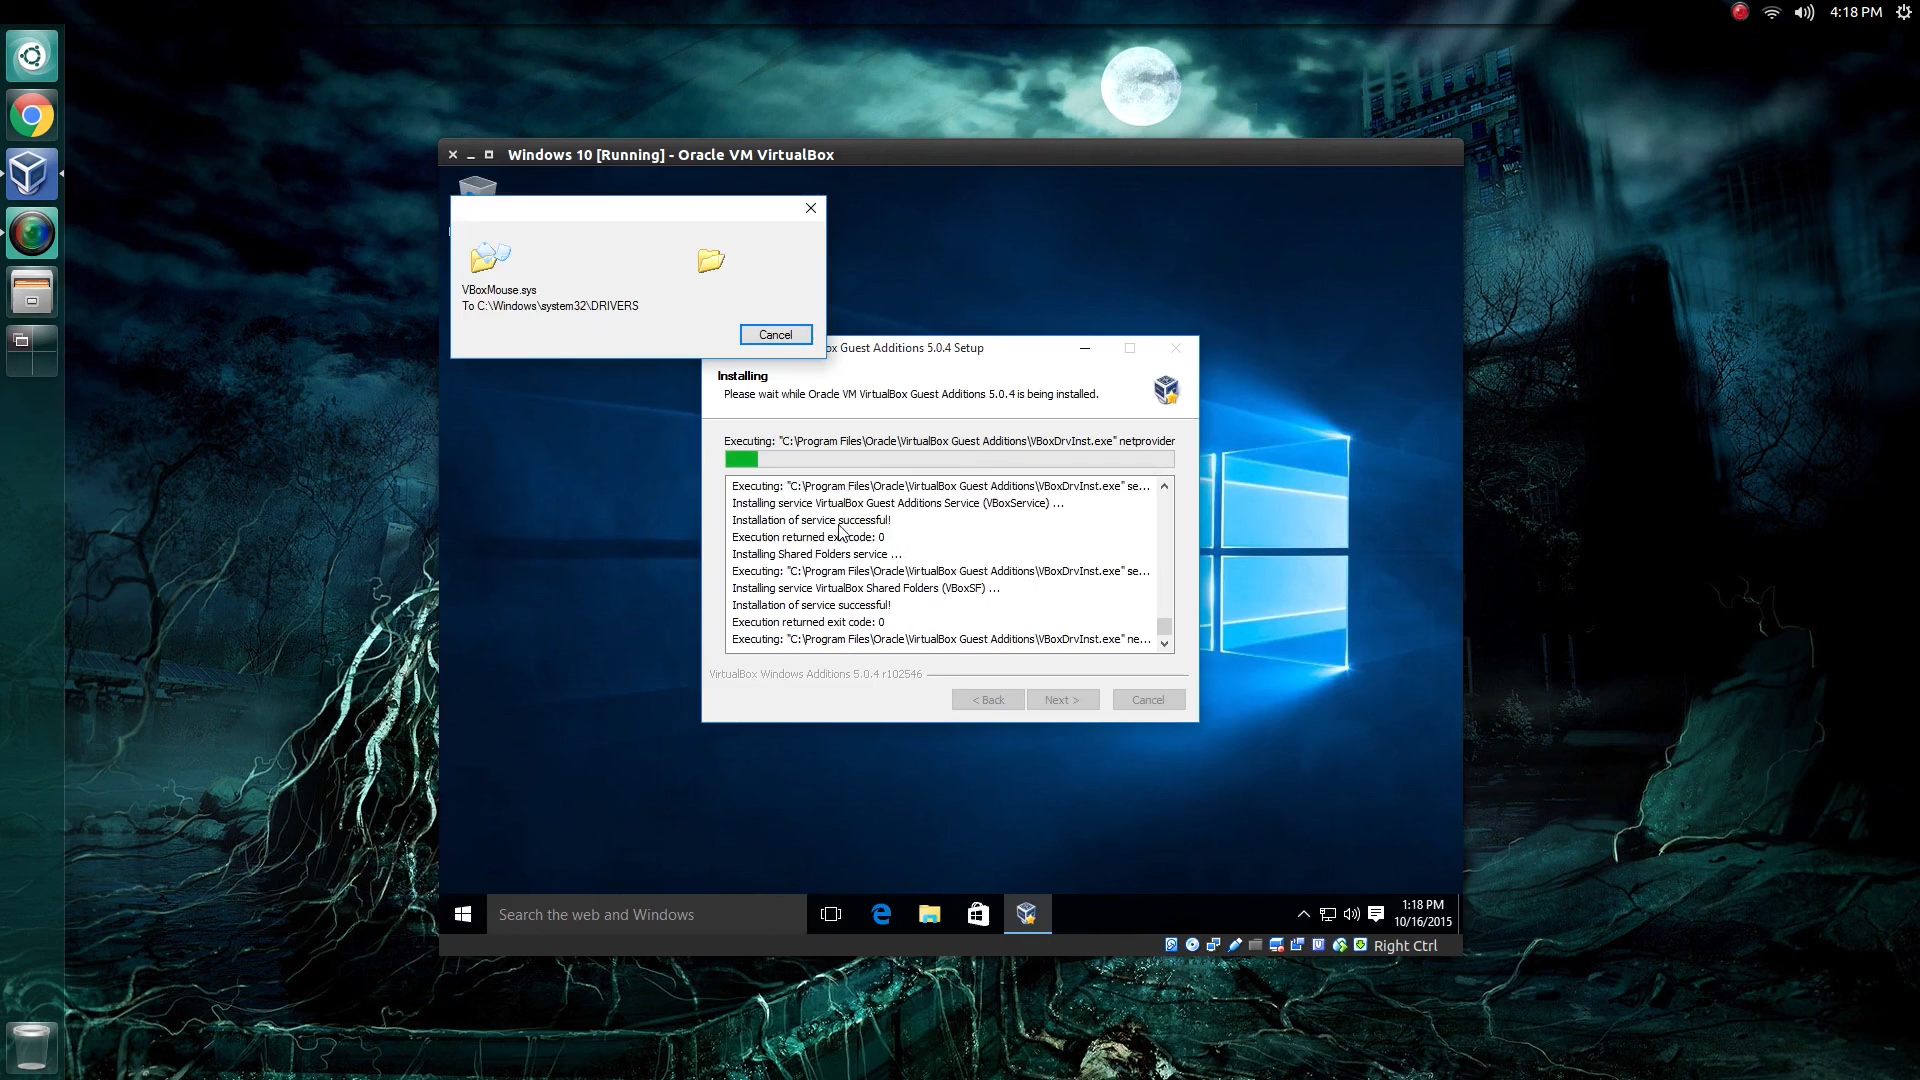 4:18 PM
Windows 10 [Running] - Oracle VM VirtualBox
VBoxMouse.sys
To C:\Windows\system32\DRIVERS
Cancel
ox Guest Additions 5.0.4 Setup
Installing
Please wait while Oracle VM VirtualBox Guest Additions 5.0.4 is being installed.
Executing: "C:\Program Files\Oracle\VirtualBox Guest Additions\VBoxDrvInst.exe" netprovider
Executing: "C:\Program Files\Oracle\VirtualBox Guest Additions\VBoxDrvInst.exe" se...
Installing service VirtualBox Guest Additions Service (VBoxService) ...
Installation of service successful!
Execution returned exit code: 0
Installing Shared Folders service ...
Executing: "C:\Program Files\Oracle\VirtualBox Guest Additions\VBoxDrvInst.exe" se...
Installing service VirtualBox Shared Folders (VBoxSF) ...
Installation of service successful!
Execution returned exit code: 0
Executing: "C:\Program Files\Oracle\VirtualBox Guest Additions\VBoxDrvInst.exe" ne...
VirtualBox Windows Additions 5.0.4 r102546
< Back
Next >
Cancel
Search the web and Windows
1:18 PM
10/16/2015
Right Ctrl